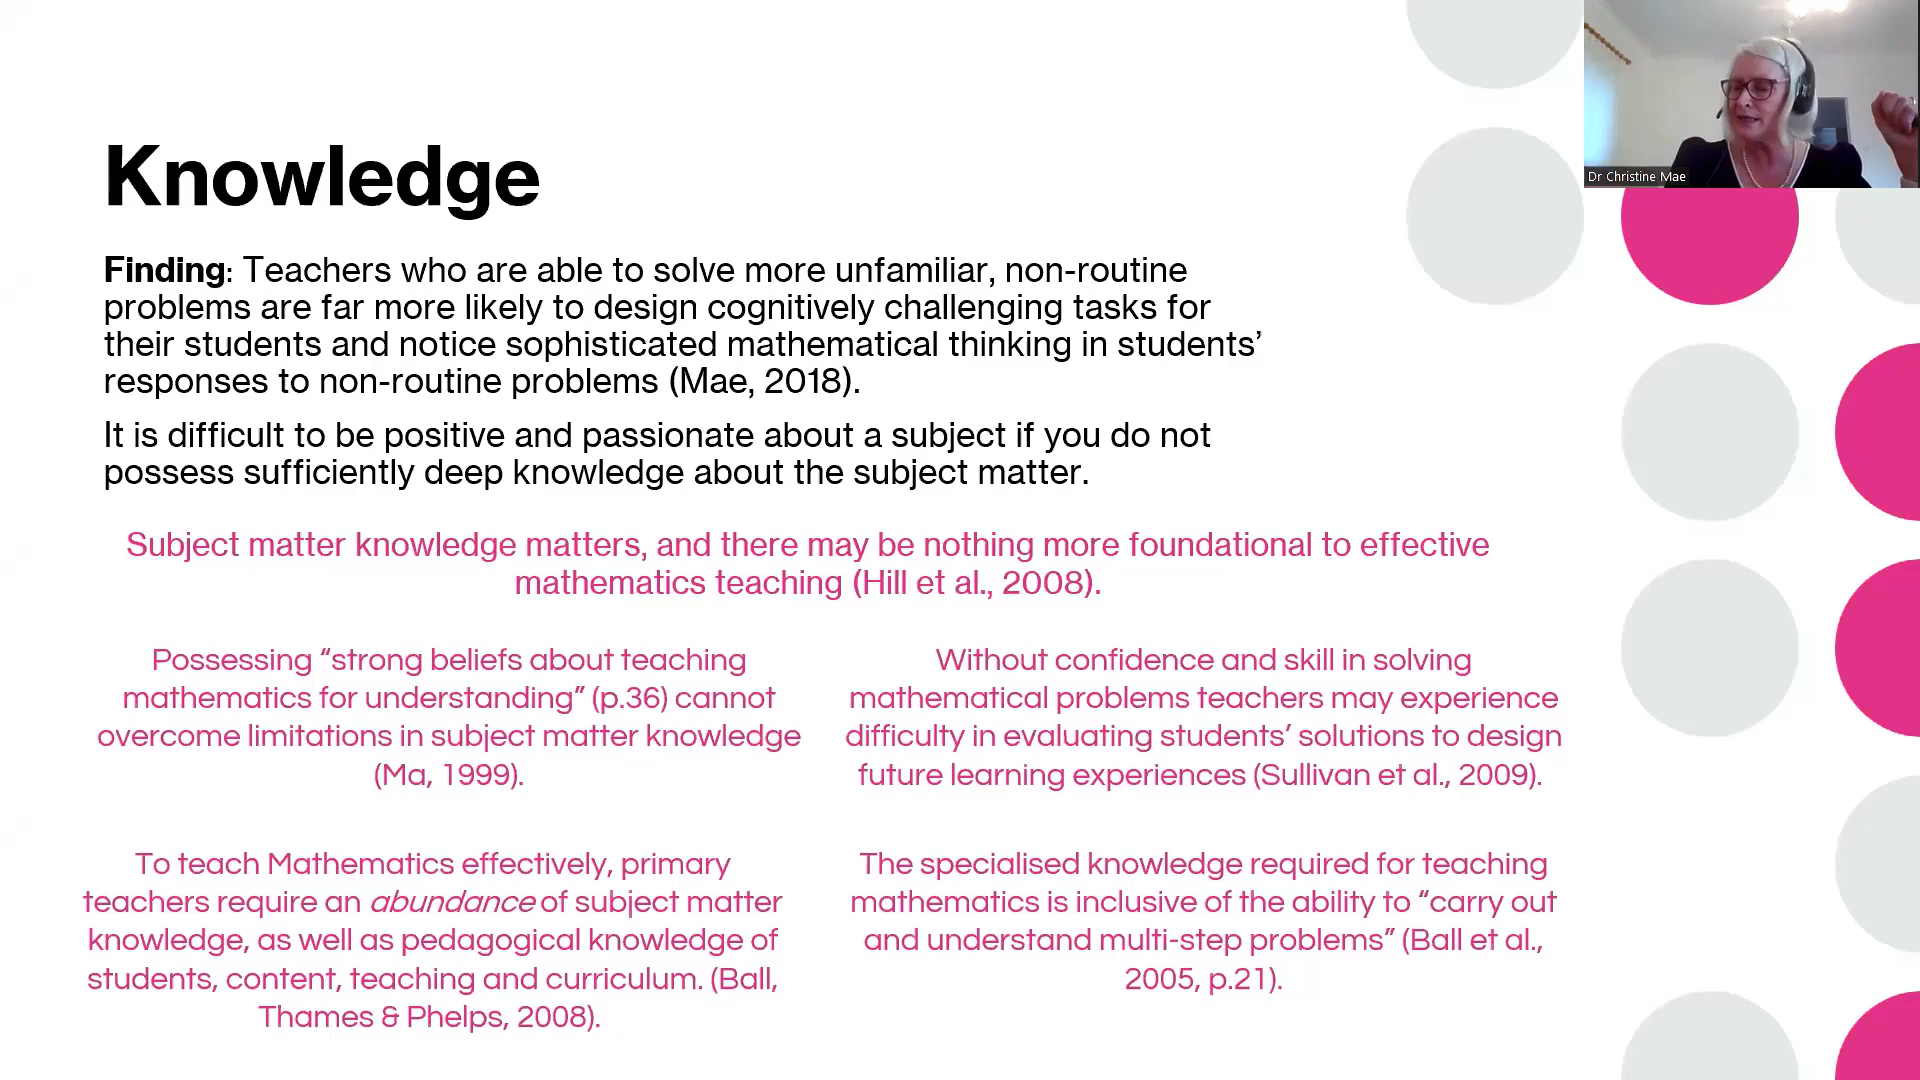 Knowledge
Finding: Teachers who are able to solve more unfamiliar, non-routine
problems are far more likely to design cognitively challenging tasks for
their students and notice sophisticated mathematical thinking in students’
responses to non-routine problems (Mae, 2018).
It is difficult to be positive and passionate about a subject if you do not
possess sufficiently deep knowledge about the subject matter.
Subject matter knowledge matters, and there may be nothing more foundational to effective
mathematics teaching (Hill et al., 2008).
Possessing “strong beliefs about teaching
mathematics for understanding” (p.36) cannot
overcome limitations in subject matter knowledge
(Ma, 1999).
Without confidence and skill in solving
mathematical problems teachers may experience
difficulty in evaluating students’ solutions to design
future learning experiences (Sullivan et al., 2009).
To teach Mathematics effectively, primary
teachers require an abundance of subject matter
knowledge, as well as pedagogical knowledge of
students, content, teaching and curriculum. (Ball,
Thames & Phelps, 2008).
The specialised knowledge required for teaching
mathematics is inclusive of the ability to “carry out
and understand multi-step problems” (Ball et al.,
2005, p.21).
Dr Christine Mae